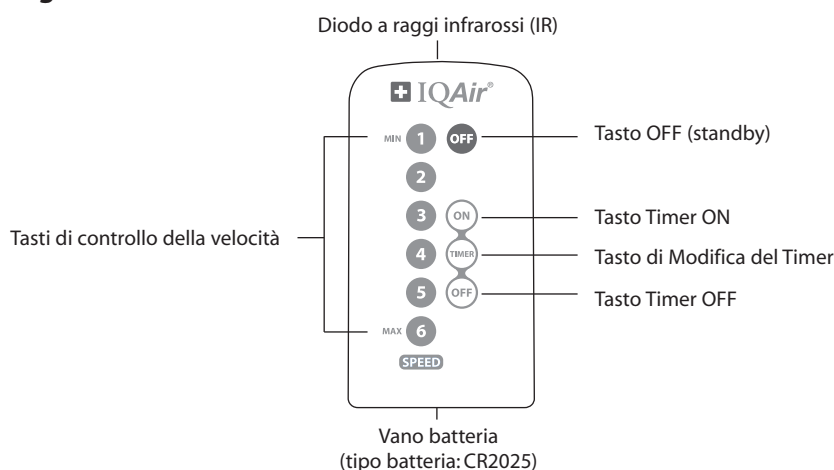 Diodo a raggi infrarossi (IR)
IQAir®
MIN 1 OFF
Tasto OFF (standby)
2
3 ON
Tasto Timer ON
Tasti di controllo della velocità
4 TIMER
Tasto di Modifica del Timer
5 OFF
Tasto Timer OFF
MAX 6
SPEED
Vano batteria
(tipo batteria: CR2025)